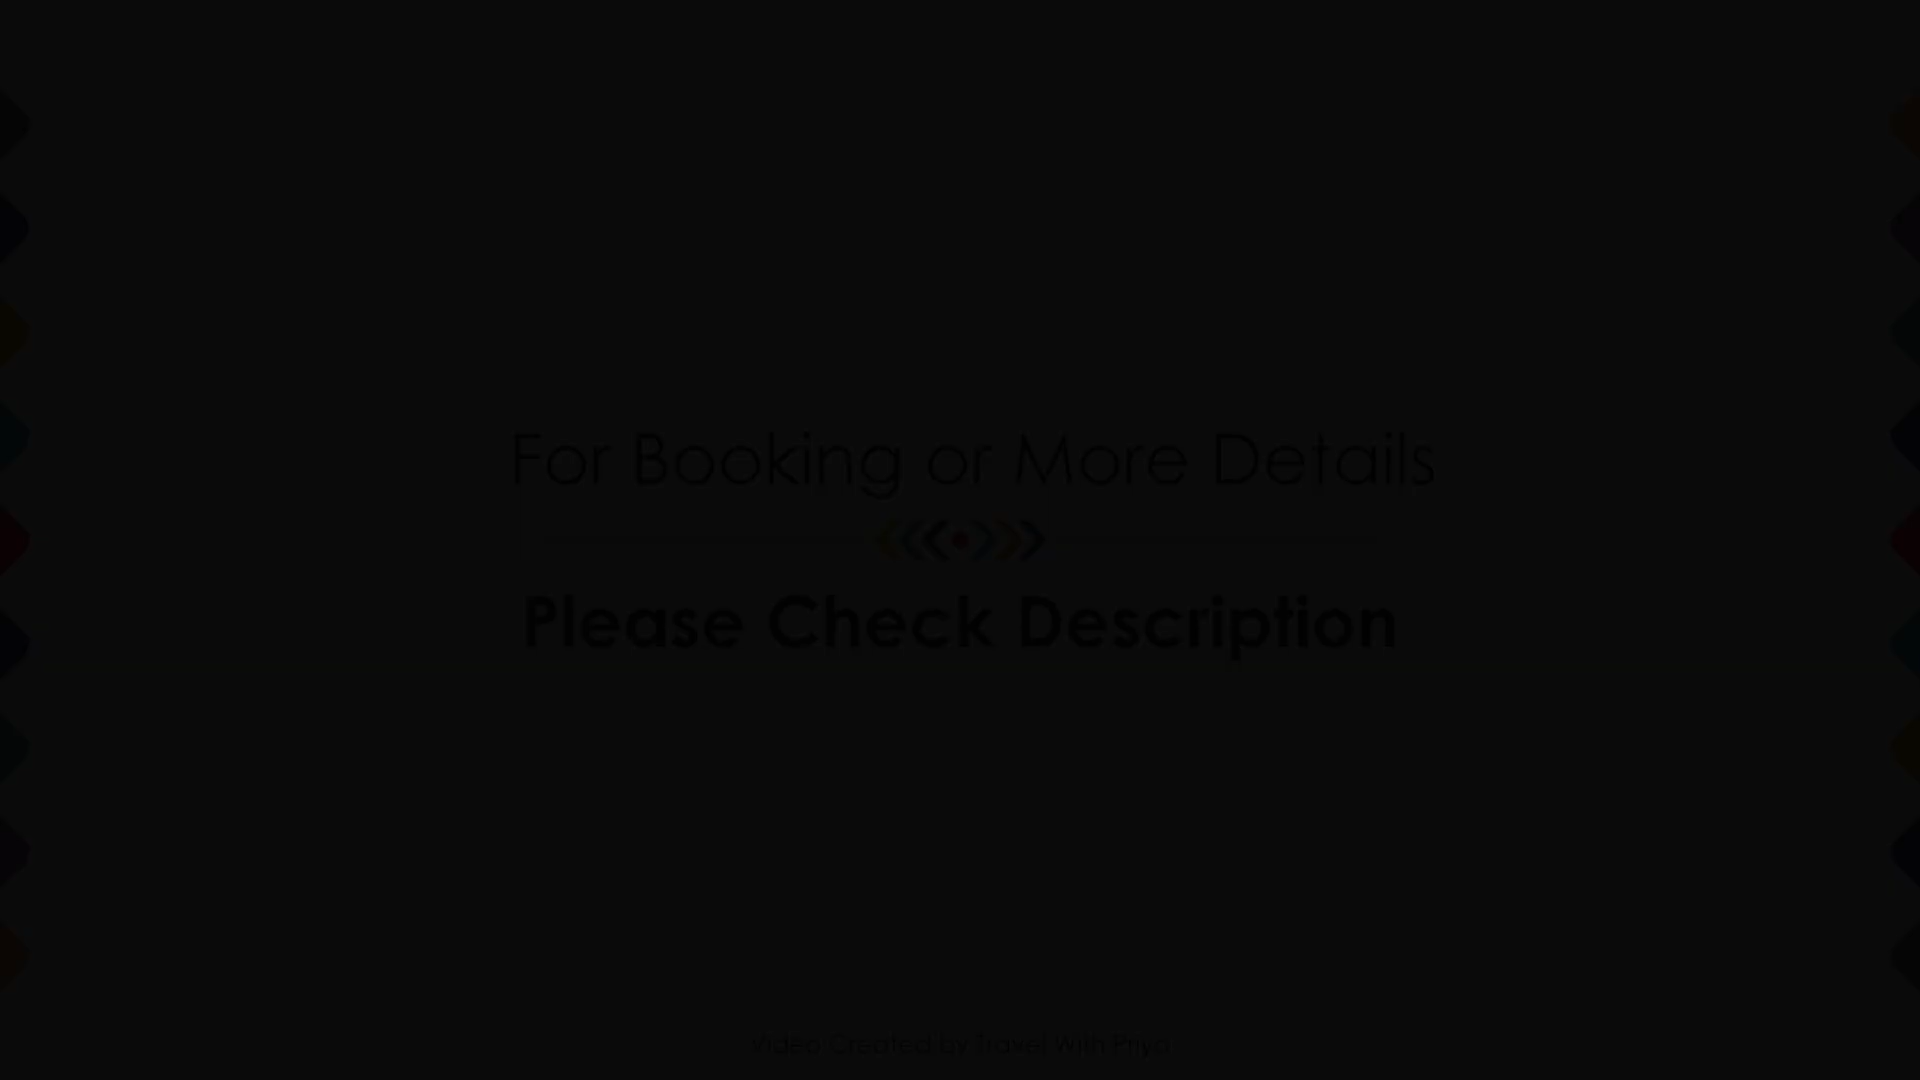 For Booking or More Details
Please Check Description
Video Created by Travel With Priya